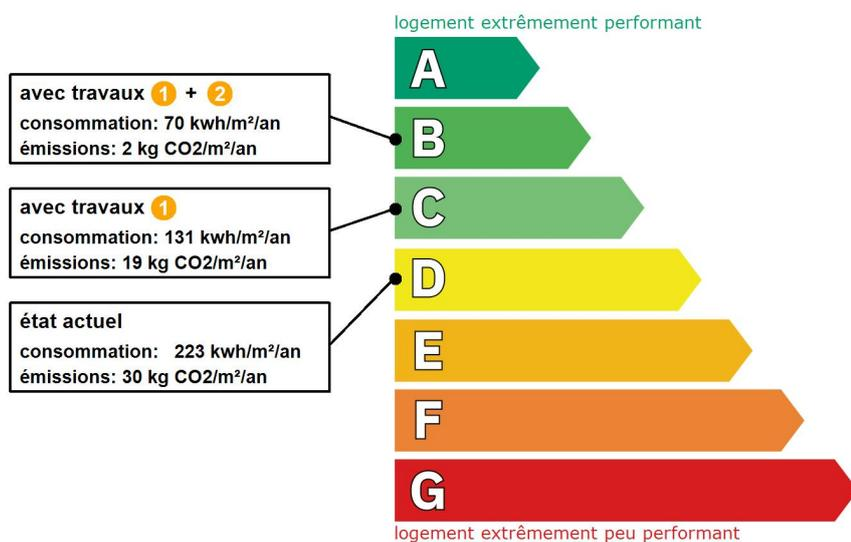 logement extrêmement performant
avec travaux 1 + 2
consommation: 70 kwh/m²/an
émissions: 2 kg CO2/m²/an
avec travaux 1
consommation: 131 kwh/m²/an
émissions: 19 kg CO2/m²/an
état actuel
consommation: 223 kwh/m²/an
émissions: 30 kg CO2/m²/an
A
B
C
D
E
F
G
logement extrêmement peu performant